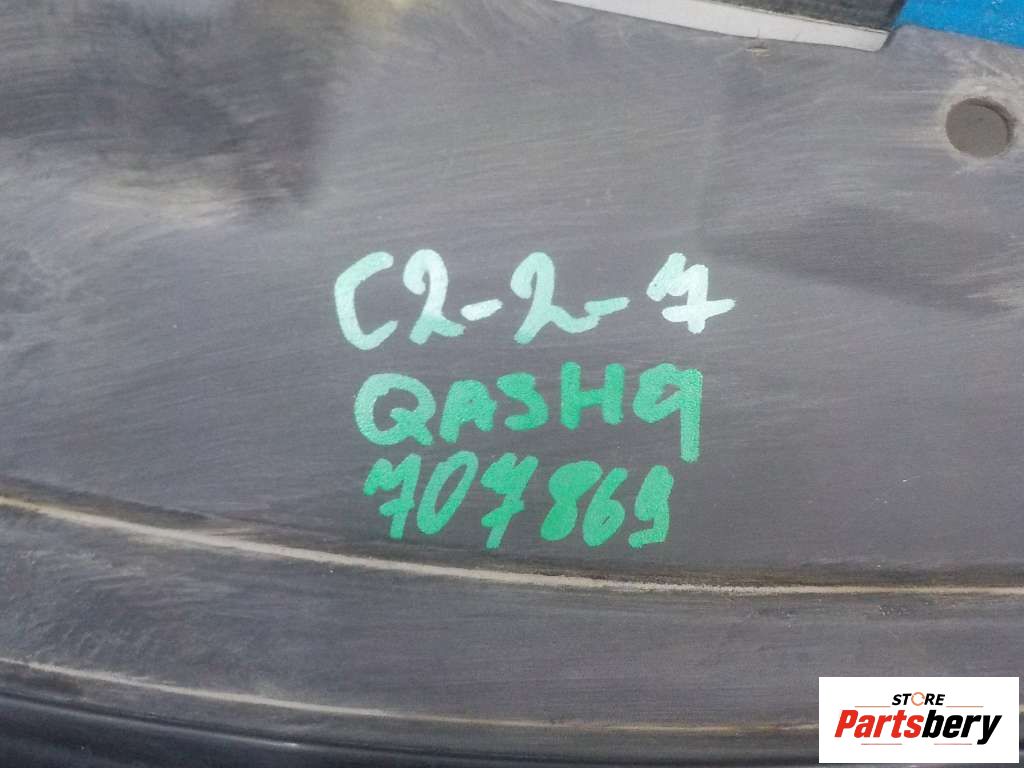 C2-2-7
QASHQ
707869
STORE
Partsbery